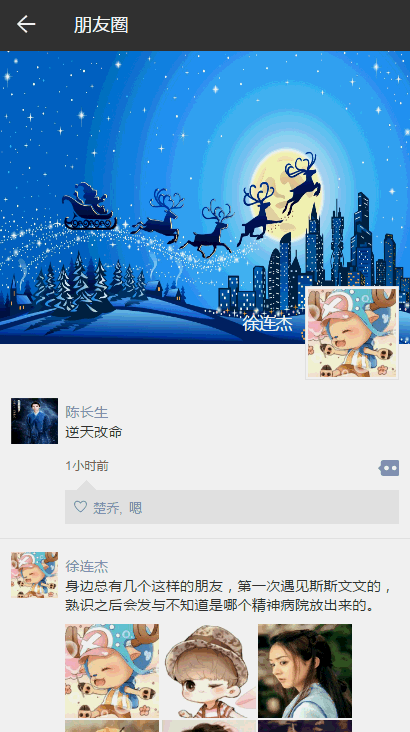 朋友圈
徐连杰
陈长生
逆天改命
1小时前
楚乔, 嗯
徐连杰
身边总有几个这样的朋友，第一次遇见斯斯文文的，
熟识之后会发与不知道是哪个精神病院放出来的。